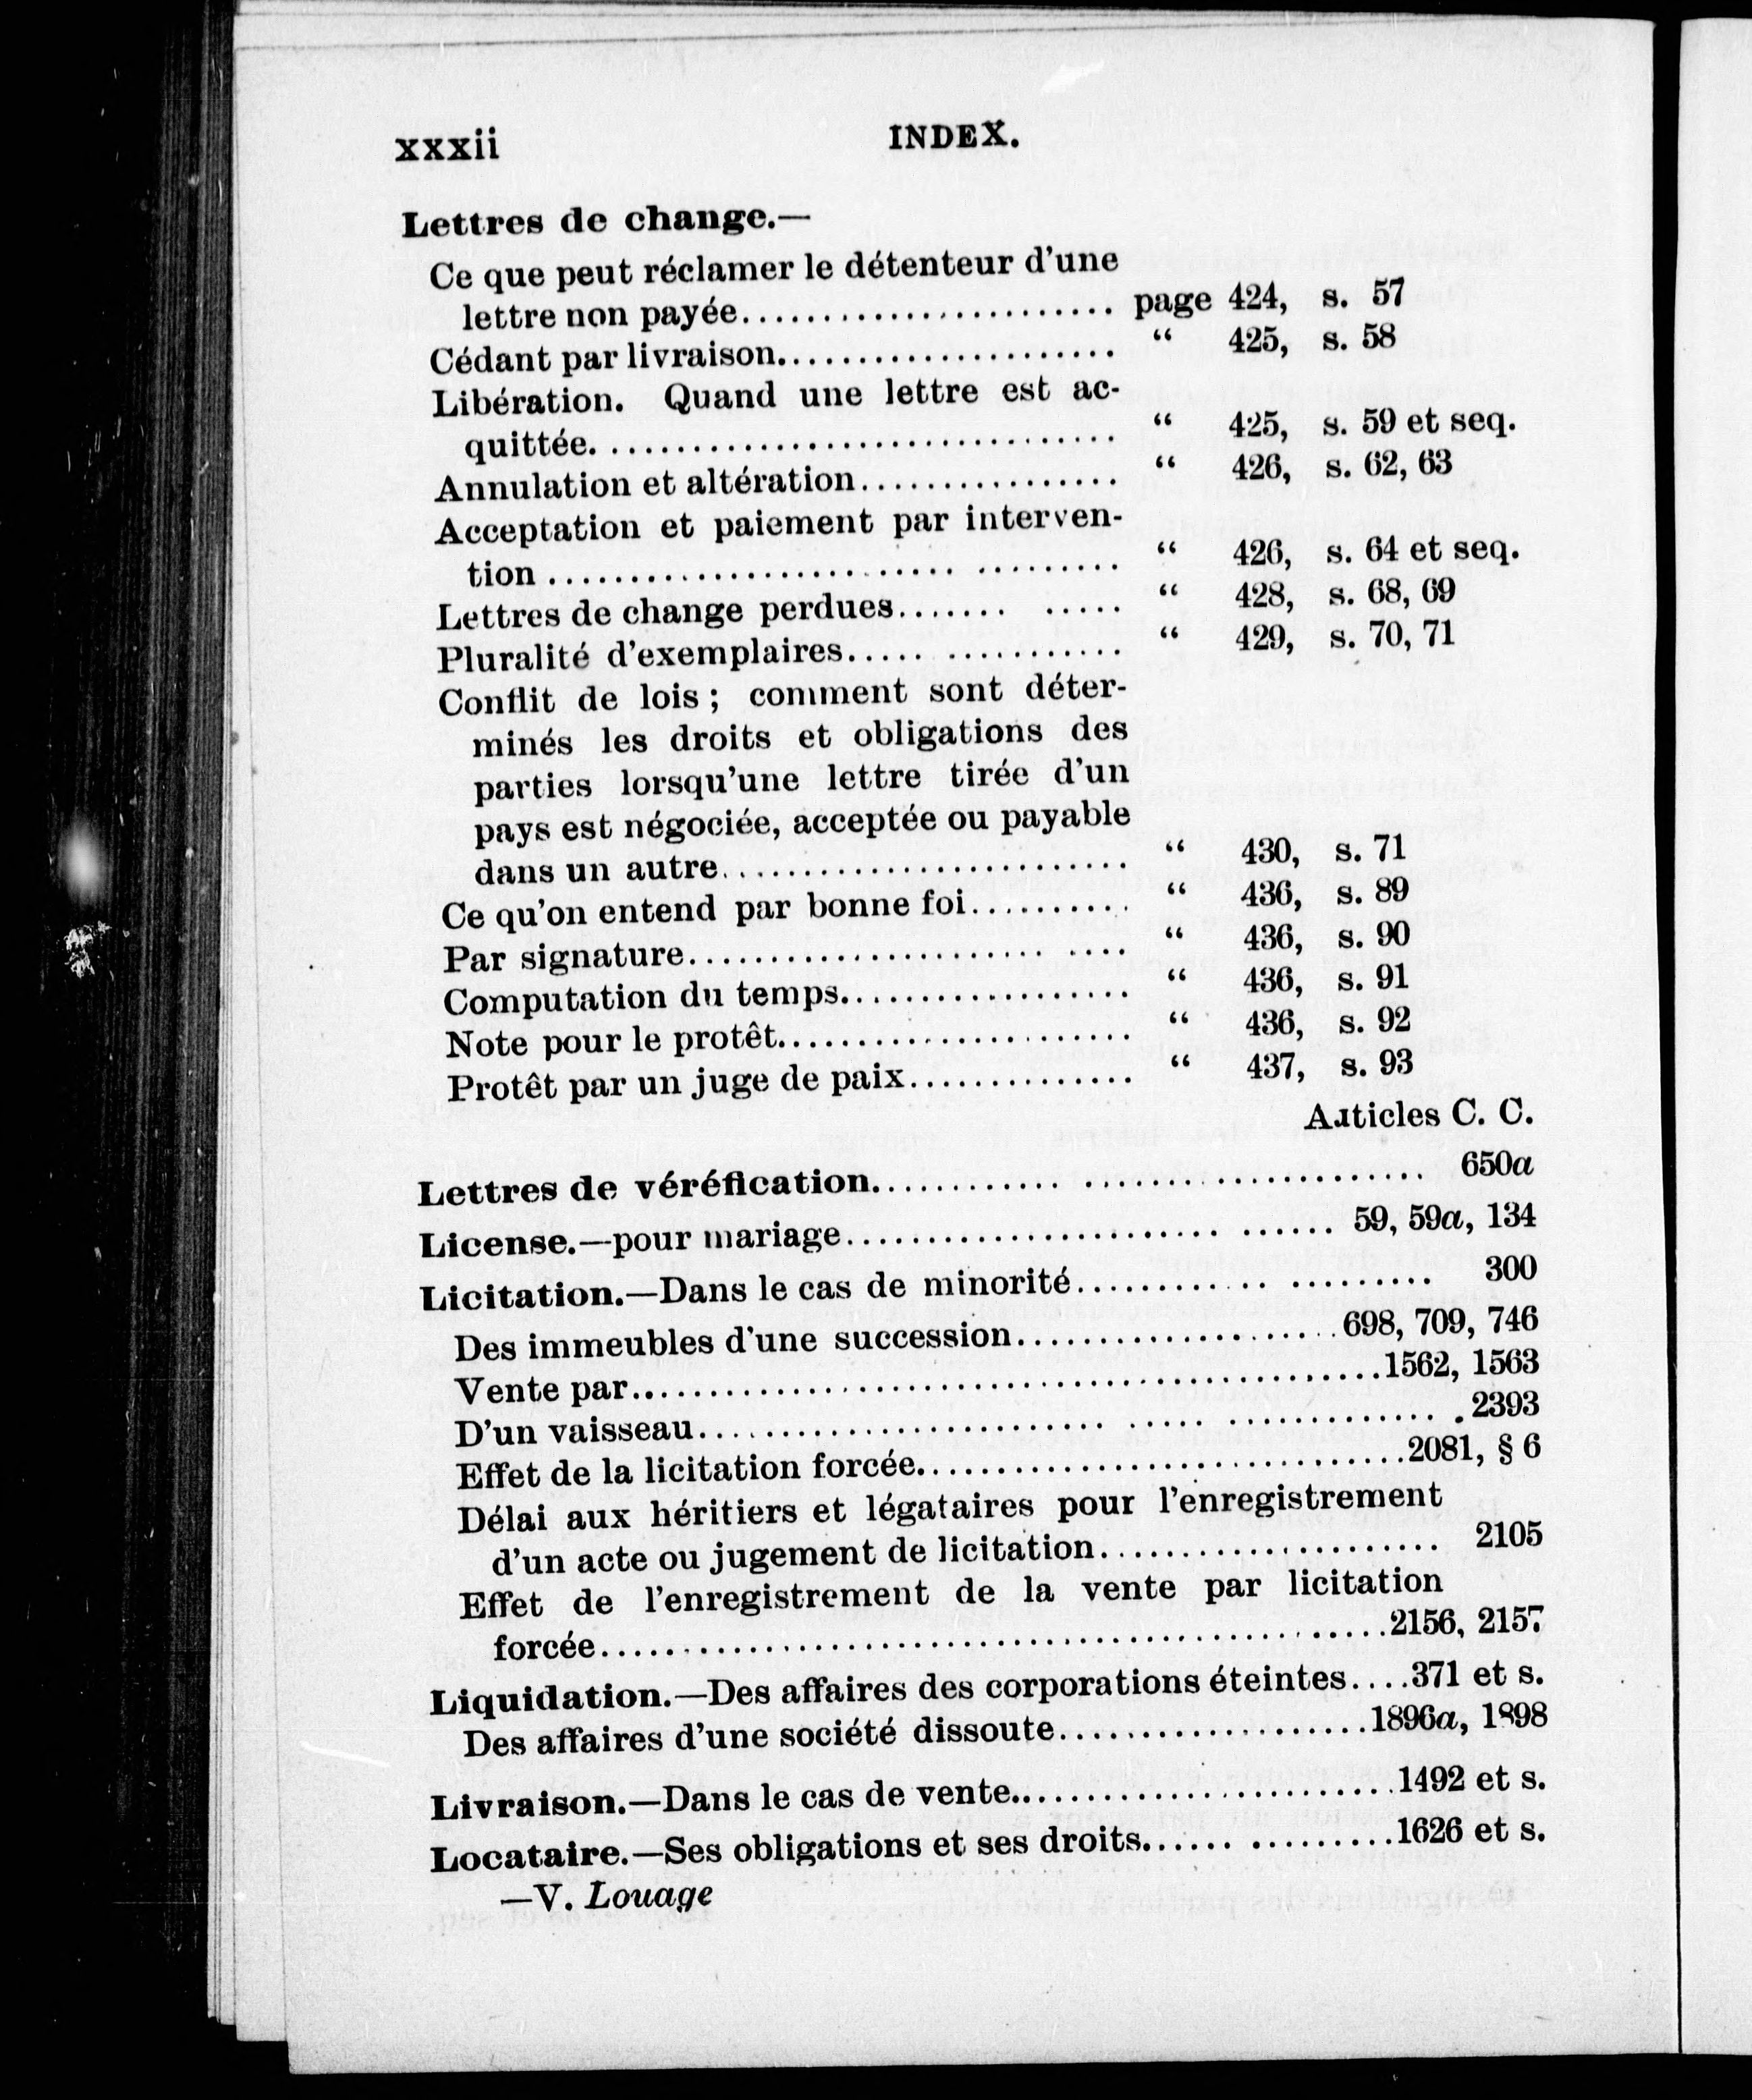 xxxii INDEX.
Lettres de change.—
Ce que peut réclamer le détenteur d'une
lettre non payée........................ page 424, s. 57
Cédant par livraison..................... “ 425, s. 58
Libération. Quand une lettre est ac-
quittée................................. “ 425, s. 59 et seq.
Annulation et altération................ “ 426, s. 62, 63
Acceptation et paiement par interven-
tion ......................... ......... “ 426, s. 64 et seq.
Lettres de change perdues....... ..... “ 428, s. 68, 69
Pluralité d'exemplaires..... ........... “ 429, s. 70, 71
Conflit de lois ; comment sont déter-
minés les droits et obligations des
parties lorsqu'une lettre tirée d'un
pays est négociée, acceptée ou payable
dans un autre......................... “ 430, s. 71
Ce qu'on entend par bonne foi.......... “ 436, s. 89
Par signature...................... .... “ 436, s. 90
Computation du temps.................. “ 436, s. 91
Note pour le protêt...................... “ 436, s. 92
Protêt par un juge de paix.............. “ 437, s. 93
Articles C. C.
Lettres de véréfication............ ..................... 650a
License.—pour mariage....................... ...... 59, 59a, 134
Licitation.—Dans le cas de minorité............ ......... 300
Des immeubles d'une succession....................698, 709, 746
Vente par..............................................1562, 1563
D'un vaisseau......................... ..... ............. .2393
Effet de la licitation forcée..............................2081, § 6
Délai aux héritiers et légataires pour l'enregistrement
d'un acte ou jugement de licitation..................... 2105
Effet de l'enregistrement de la vente par licitation
forcée................................................2156, 2157
Liquidation.—Des affaires des corporations éteintes....371 et s.
Des affaires d'une société dissoute...................1896a, 1898
Livraison.—Dans le cas de vente........................1492 et s.
Locataire.—Ses obligations et ses droits...... .........1626 et s.
—V. Louage